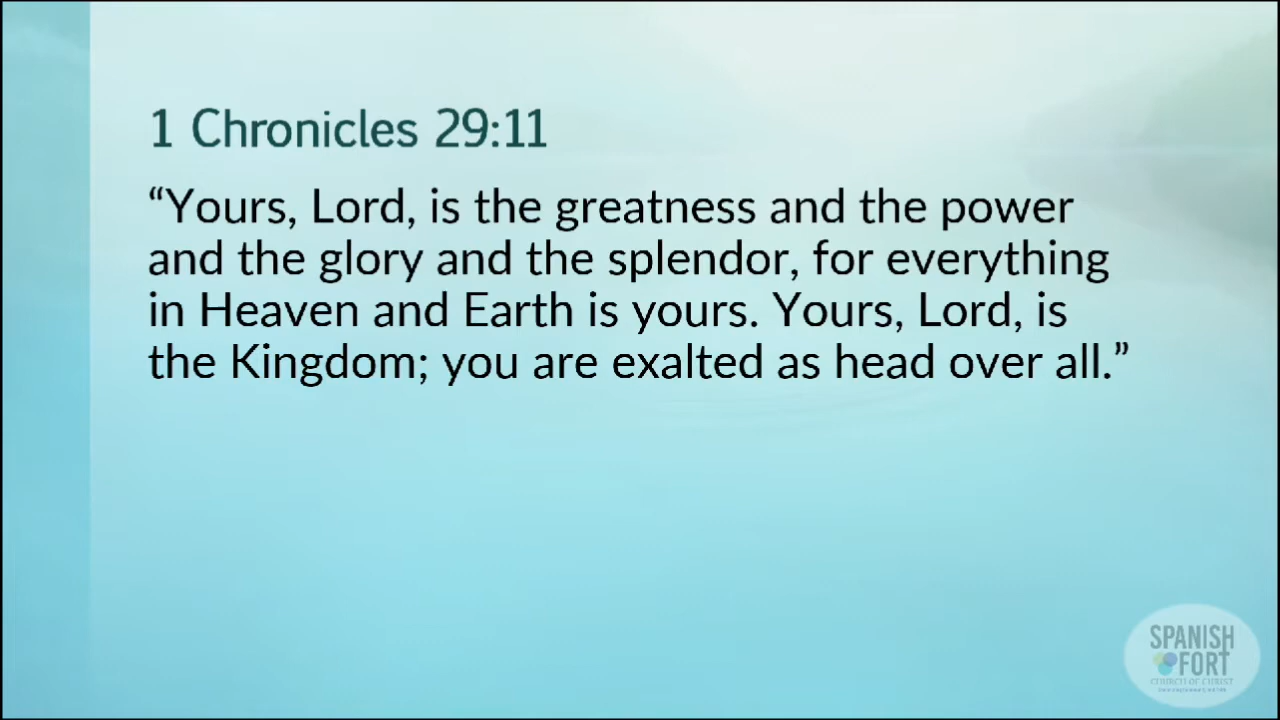 1 Chronicles 29:11
“Yours, Lord, is the greatness and the power
and the glory and the splendor, for everything
in Heaven and Earth is yours. Yours, Lord, is
the Kingdom; you are exalted as head over all.”
SPANISH
FORT
CHURCH OF CHRIST